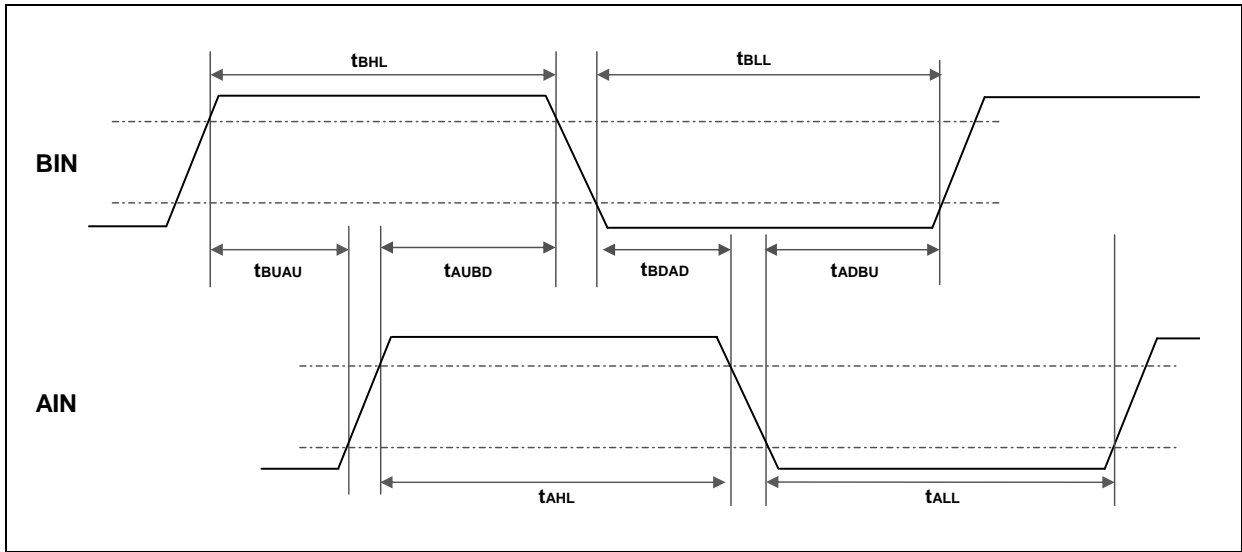 tBHL
tBLL
BIN
tBUAU
tAUBD
tBDAD
tADBU
AIN
tAHL
tALL